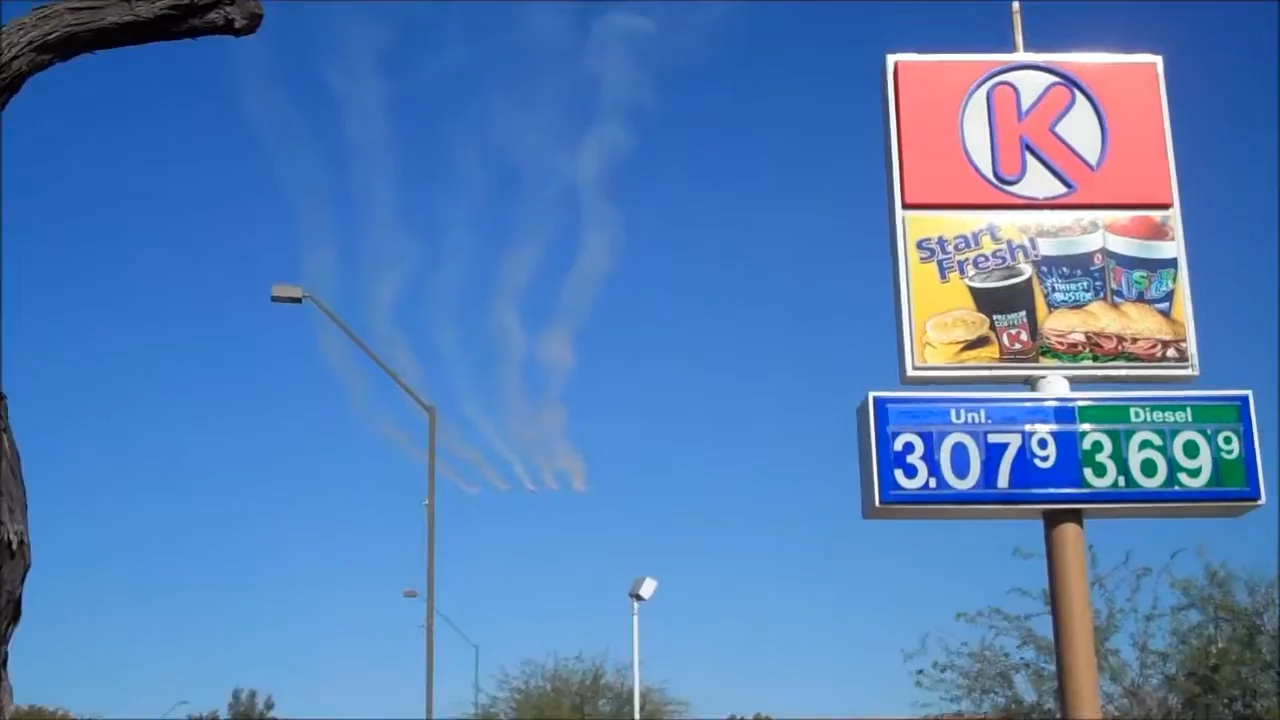 K
Start
Fresh!
THIRST
BUSTER
PREMIUM
COFFEE
K
Unl. Diesel
3.07 9 3.69 9